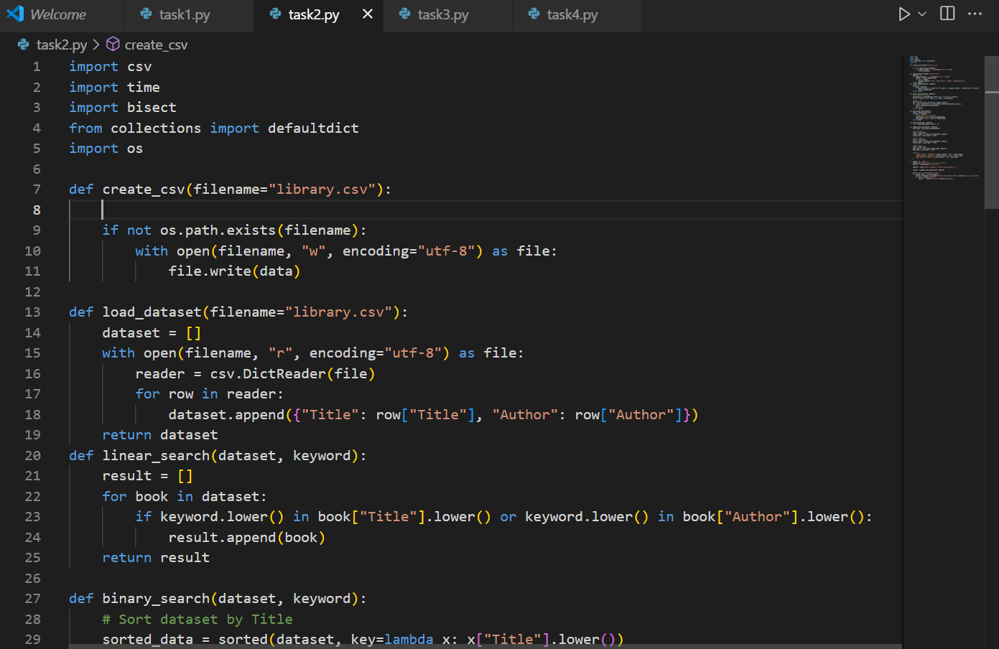 Welcome
task1.py
task2.py
task3.py
task4.py
task2.py > create_csv
1 import csv
2 import time
3 import bisect
4 from collections import defaultdict
5 import os
6
7 def create_csv(filename="library.csv"):
8
9     if not os.path.exists(filename):
10         with open(filename, "w", encoding="utf-8") as file:
11             file.write(data)
12
13 def load_dataset(filename="library.csv"):
14     dataset = []
15     with open(filename, "r", encoding="utf-8") as file:
16         reader = csv.DictReader(file)
17         for row in reader:
18             dataset.append({"Title": row["Title"], "Author": row["Author"]})
19     return dataset
20 def linear_search(dataset, keyword):
21     result = []
22     for book in dataset:
23         if keyword.lower() in book["Title"].lower() or keyword.lower() in book["Author"].lower():
24             result.append(book)
25     return result
26
27 def binary_search(dataset, keyword):
28     # Sort dataset by Title
29     sorted_data = sorted(dataset, key=lambda x: x["Title"].lower())